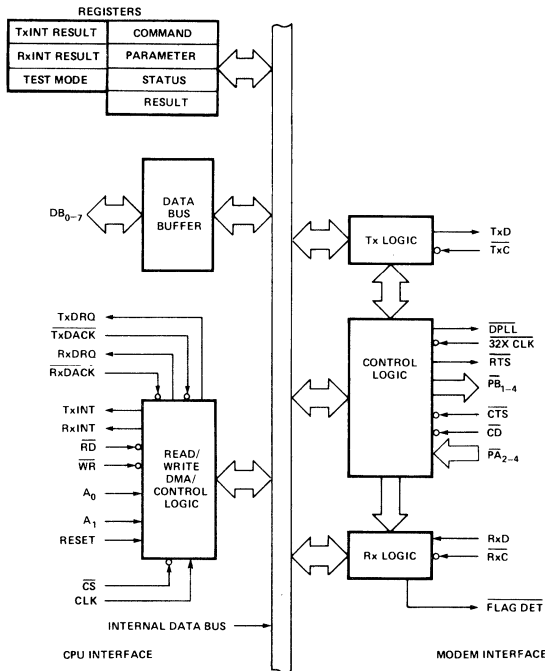 REGISTERS
TxINT RESULT COMMAND
RxINT RESULT PARAMETER
TEST MODE STATUS
RESULT
DB0-7
DATA
BUS
BUFFER
TxDRQ
TxDACK
RxDRQ
RxDACK
TxINT
RxINT
RD
WR
A0
A1
RESET
CS
CLK
READ/
WRITE
DMA/
CONTROL
LOGIC
INTERNAL DATA BUS
CPU INTERFACE
Tx LOGIC
TxD
TxC
CONTROL
LOGIC
DPLL
32X CLK
RTS
PB1-4
CTS
CD
PA2-4
Rx LOGIC
RxD
RxC
FLAG DET
MODEM INTERFACE